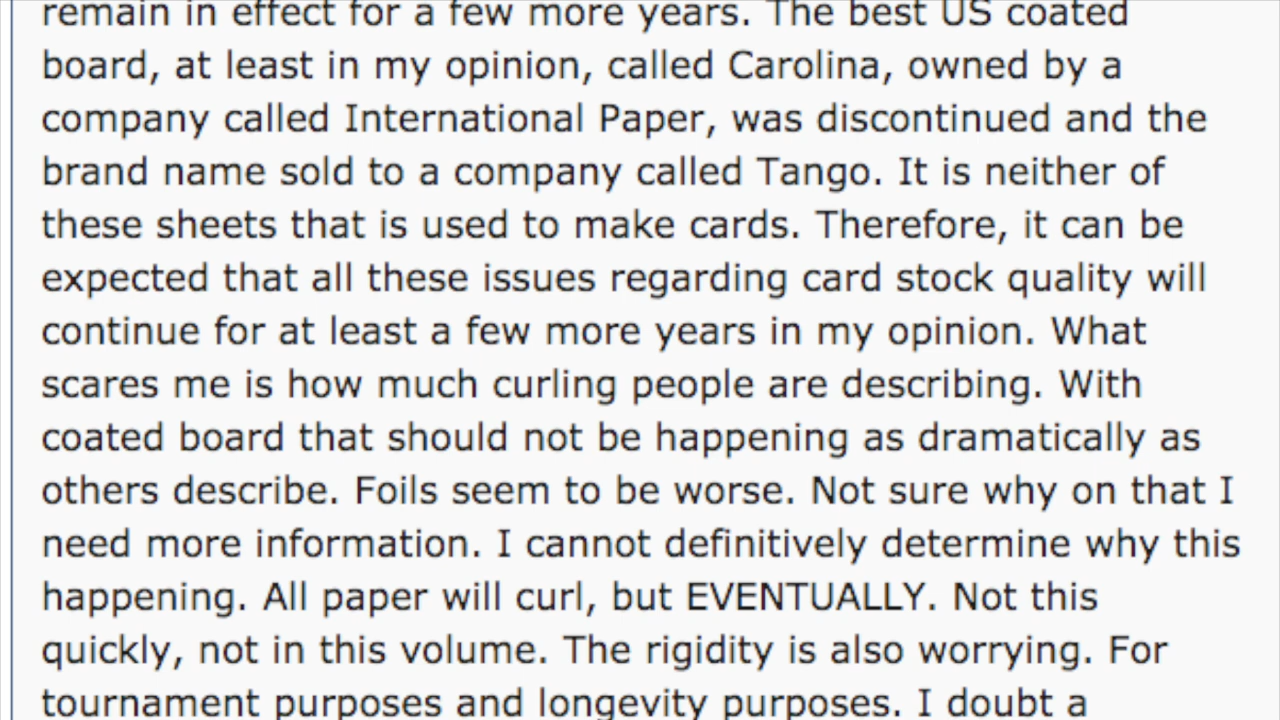 remain in effect for a few more years. The best US coated
board, at least in my opinion, called Carolina, owned by a
company called International Paper, was discontinued and the
brand name sold to a company called Tango. It is neither of
these sheets that is used to make cards. Therefore, it can be
expected that all these issues regarding card stock quality will
continue for at least a few more years in my opinion. What
scares me is how much curling people are describing. With
coated board that should not be happening as dramatically as
others describe. Foils seem to be worse. Not sure why on that I
need more information. I cannot definitively determine why this
happening. All paper will curl, but EVENTUALLY. Not this
quickly, not in this volume. The rigidity is also worrying. For
tournament purposes and longevity purposes. I doubt a